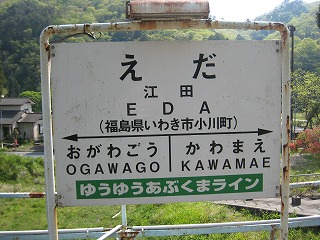 えだ
江田
EDA
(福島県いわき市小川町)
おがわごう かわまえ
OGAWAGO KAWAMAE
ゆうゆうあぶくまライン